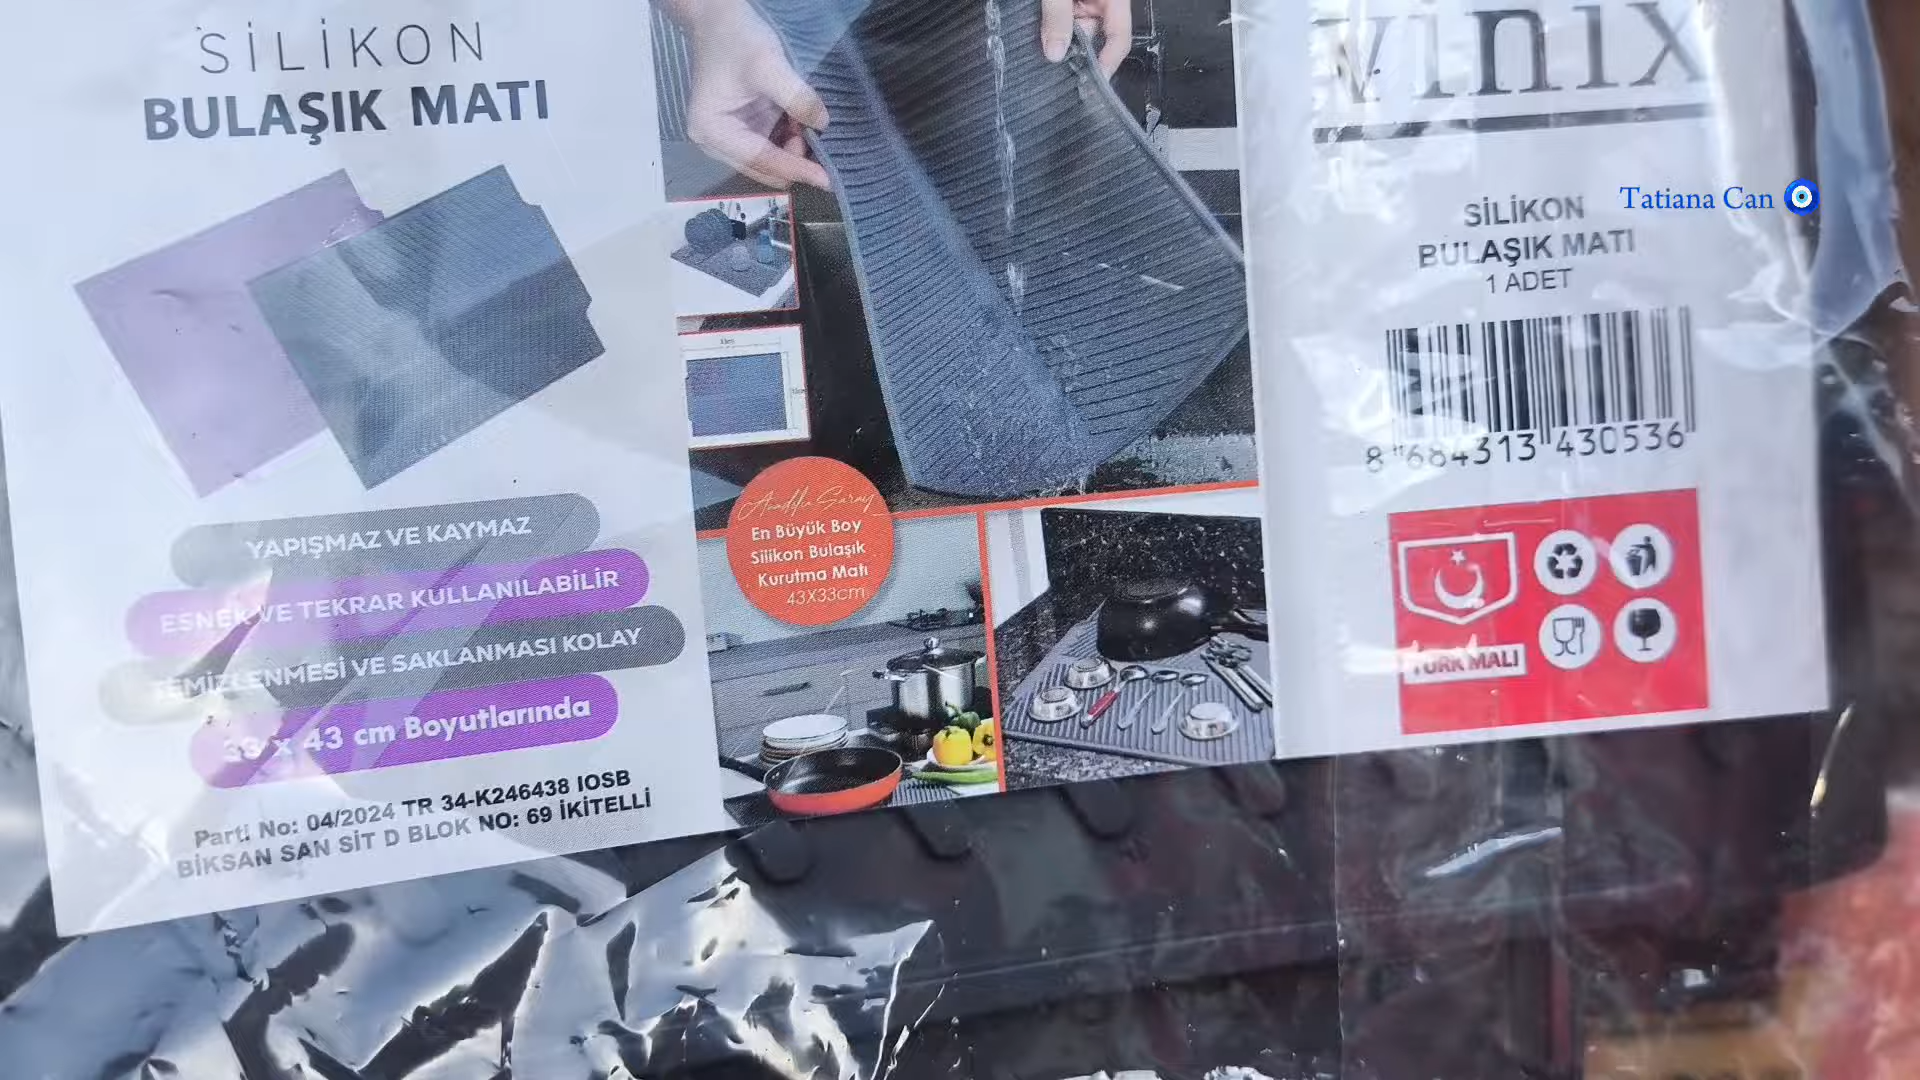 SİLİKON
BULAŞIK MATI
YAPIŞMAZ VE KAYMAZ
ESNEK VE TEKRAR KULLANILABİLİR
TEMİZLENMESİ VE SAKLANMASI KOLAY
33 x 43 cm Boyutlarında
Parti No: 04/2024 TR 34-K246438 IOSB
BİKSAN SAN SİT D BLOK NO: 69 İKİTELLİ
En Büyük Boy
Silikon Bulaşık
Kurutma Matı
43X33cm
vinix
Tatiana Can
SİLİKON
BULAŞIK MATI
1 ADET
8 684313 430536
TÜRK MALI